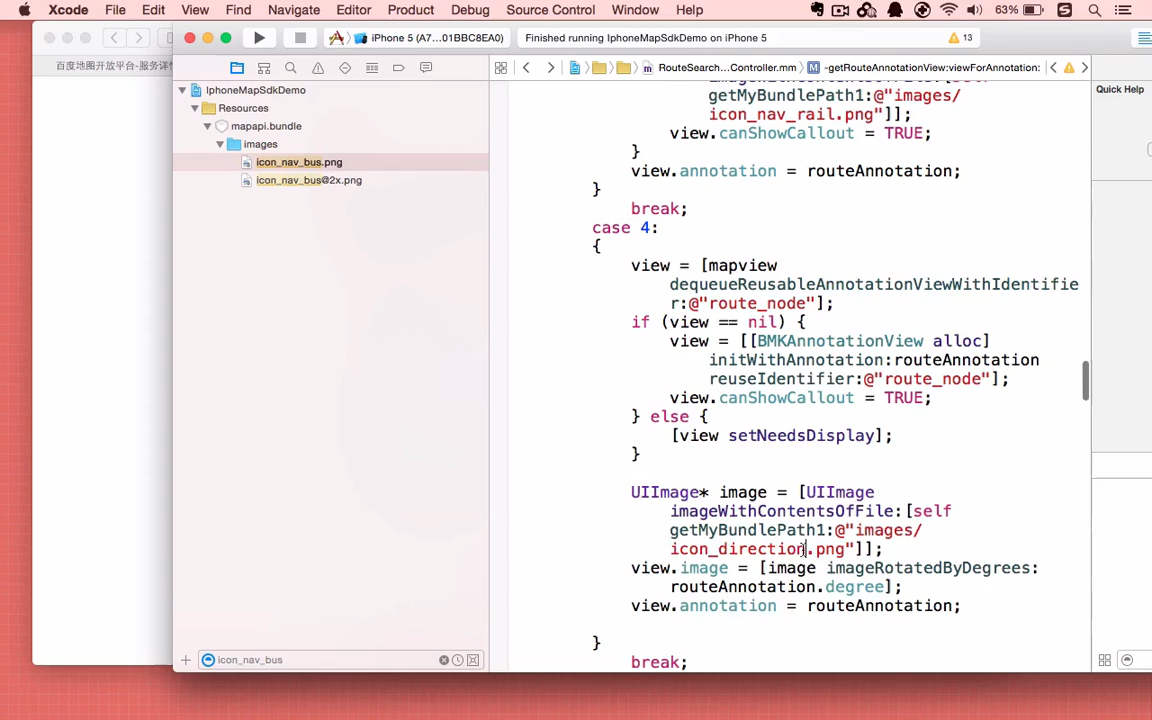 Xcode File Edit View Find Navigate Editor Product Debug Source Control Window Help 63%
iPhone 5 (A7...01BBC8EA0) Finished running IphoneMapSdkDemo on iPhone 5 13
百度地图开放平台-服务详情
RouteSearch...Controller.mm -getRouteAnnotationView:viewForAnnotation:
IphoneMapSdkDemo
Resources
mapapi.bundle
images
icon_nav_bus.png
icon_nav_bus@2x.png
icon_nav_bus
getMyBundlePath1:@"images/
icon_nav_rail.png"]];
view.canShowCallout = TRUE;
}
view.annotation = routeAnnotation;
}
break;
case 4:
{
view = [mapview
dequeueReusableAnnotationViewWithIdentifie
r:@"route_node"];
if (view == nil) {
view = [[BMKAnnotationView alloc]
initWithAnnotation:routeAnnotation
reuseIdentifier:@"route_node"];
view.canShowCallout = TRUE;
} else {
[view setNeedsDisplay];
}
UIImage* image = [UIImage
imageWithContentsOfFile:[self
getMyBundlePath1:@"images/
icon_direction.png"]];
view.image = [image imageRotatedByDegrees:
routeAnnotation.degree];
view.annotation = routeAnnotation;
}
break;
Quick Help